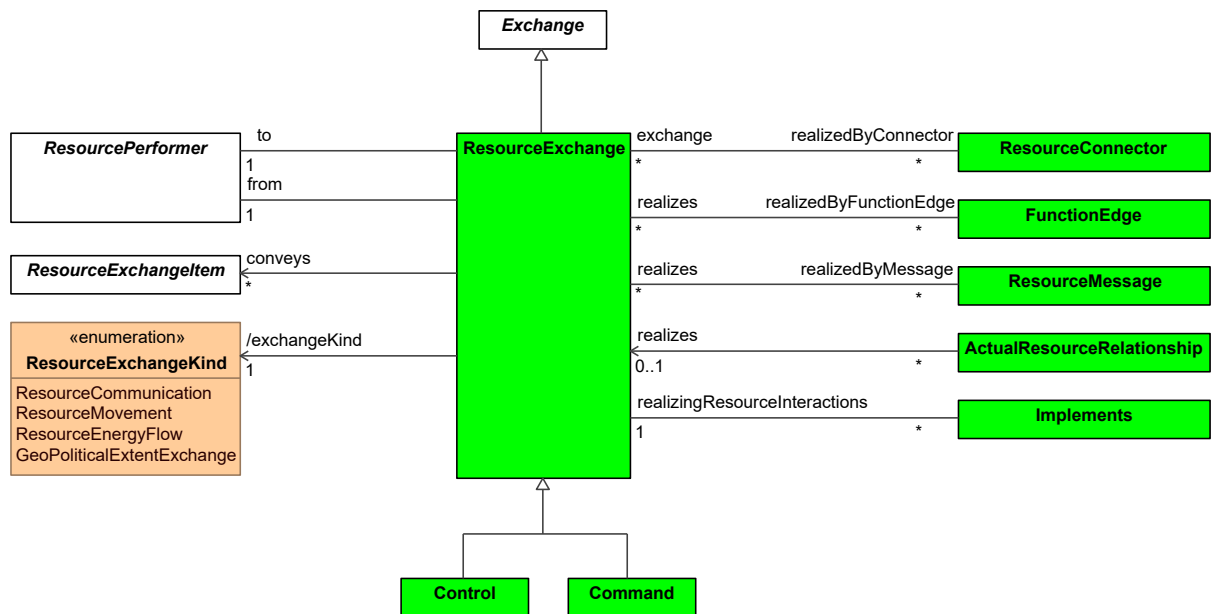 Exchange
ResourcePerformer
to
1
from
1
ResourceExchange
exchange
*
realizedByConnector
*
ResourceConnector
realizes
*
realizedByFunctionEdge
*
FunctionEdge
ResourceExchangeItem
conveys
*
realizes
*
realizedByMessage
*
ResourceMessage
«enumeration»
ResourceExchangeKind
ResourceCommunication
ResourceMovement
ResourceEnergyFlow
GeoPoliticalExtentExchange
/exchangeKind
1
realizes
0..1
*
ActualResourceRelationship
realizingResourceInteractions
1
*
Implements
Control
Command